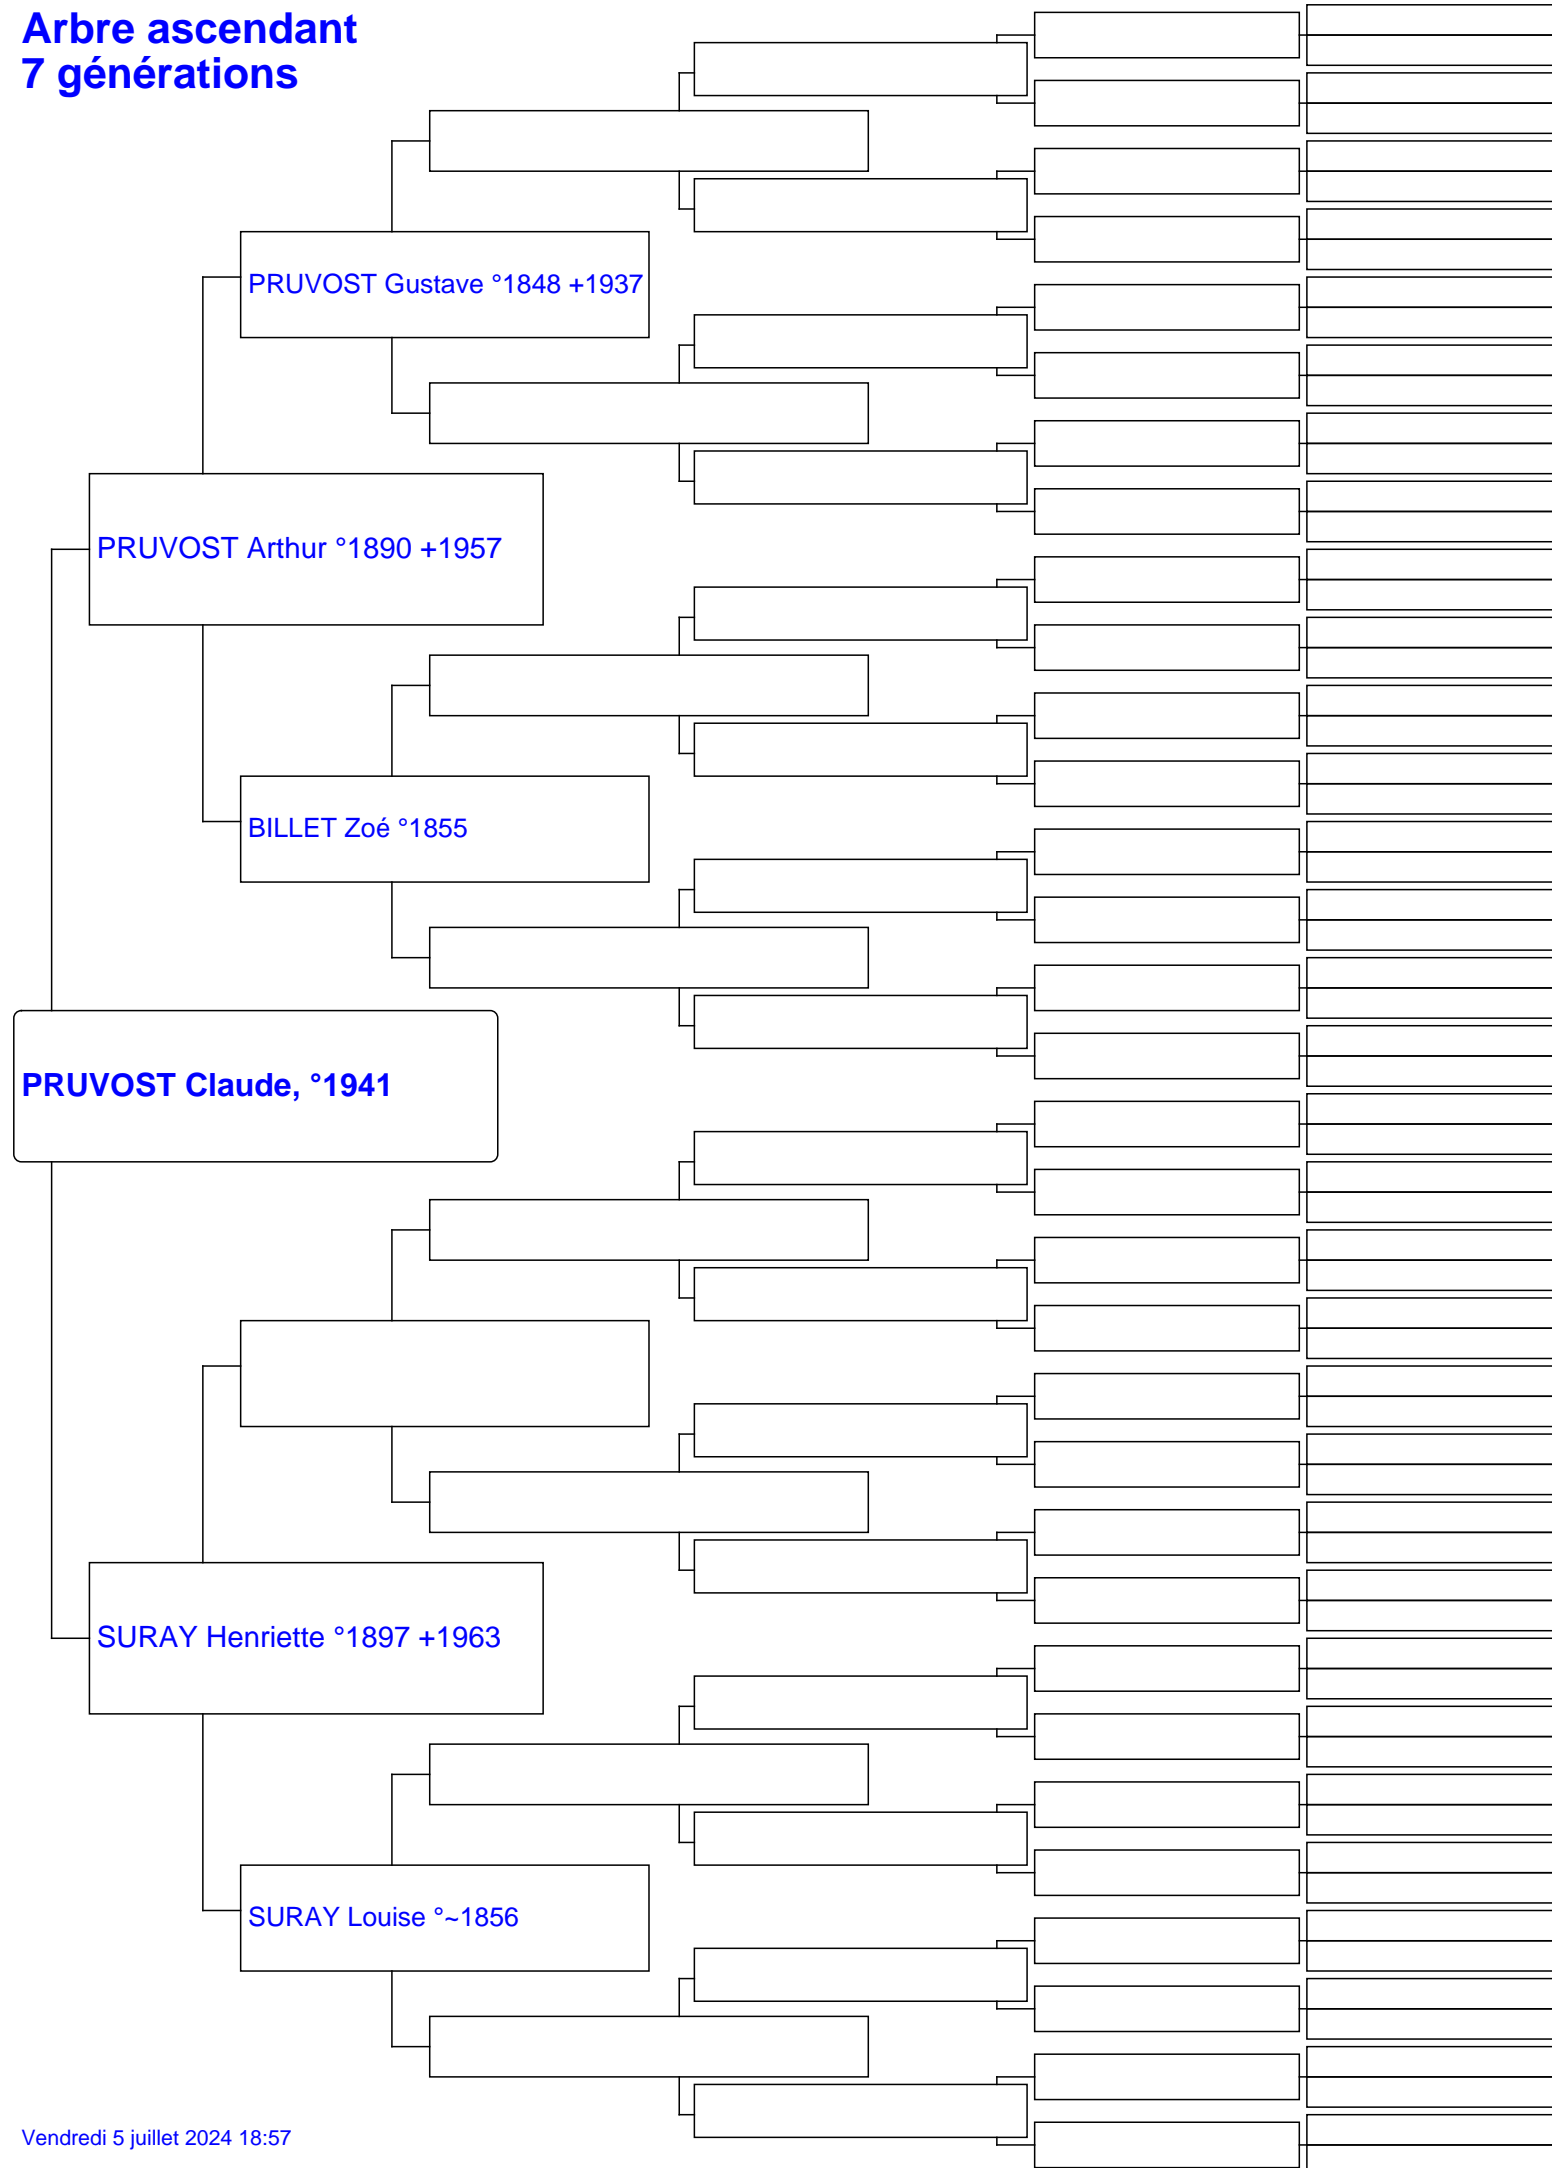 Arbre ascendant
7 générations
PRUVOST Gustave °1848 +1937
PRUVOST Arthur °1890 +1957
BILLET Zoé °1855
PRUVOST Claude, °1941
SURAY Henriette °1897 +1963
SURAY Louise °~1856
Vendredi 5 juillet 2024 18:57